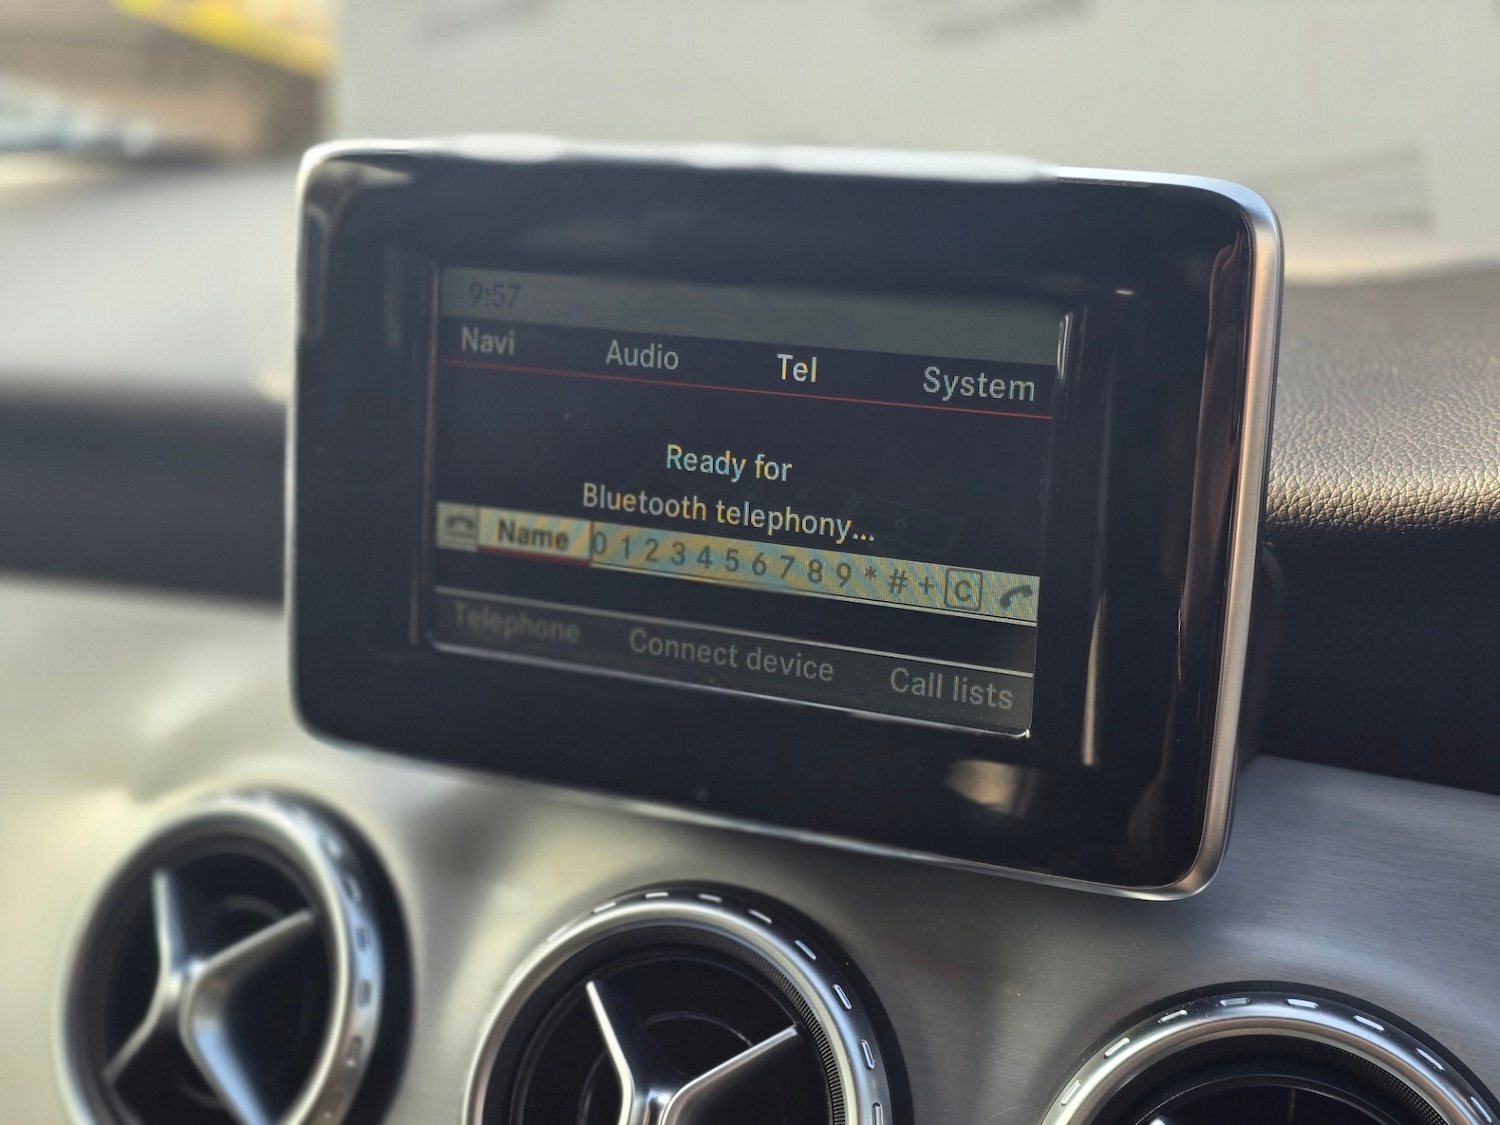 9:57
Navi Audio Tel System
Ready for
Bluetooth telephony...
Name 0 1 2 3 4 5 6 7 8 9 * # + C
Telephone Connect device Call lists